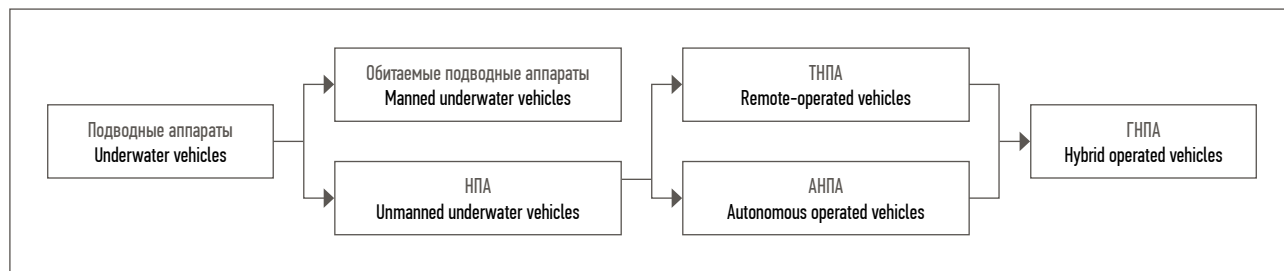 Подводные аппараты
Underwater vehicles
Обитаемые подводные аппараты
Manned underwater vehicles
НПА
Unmanned underwater vehicles
ТНПА
Remote-operated vehicles
АНПА
Autonomous operated vehicles
ГНПА
Hybrid operated vehicles